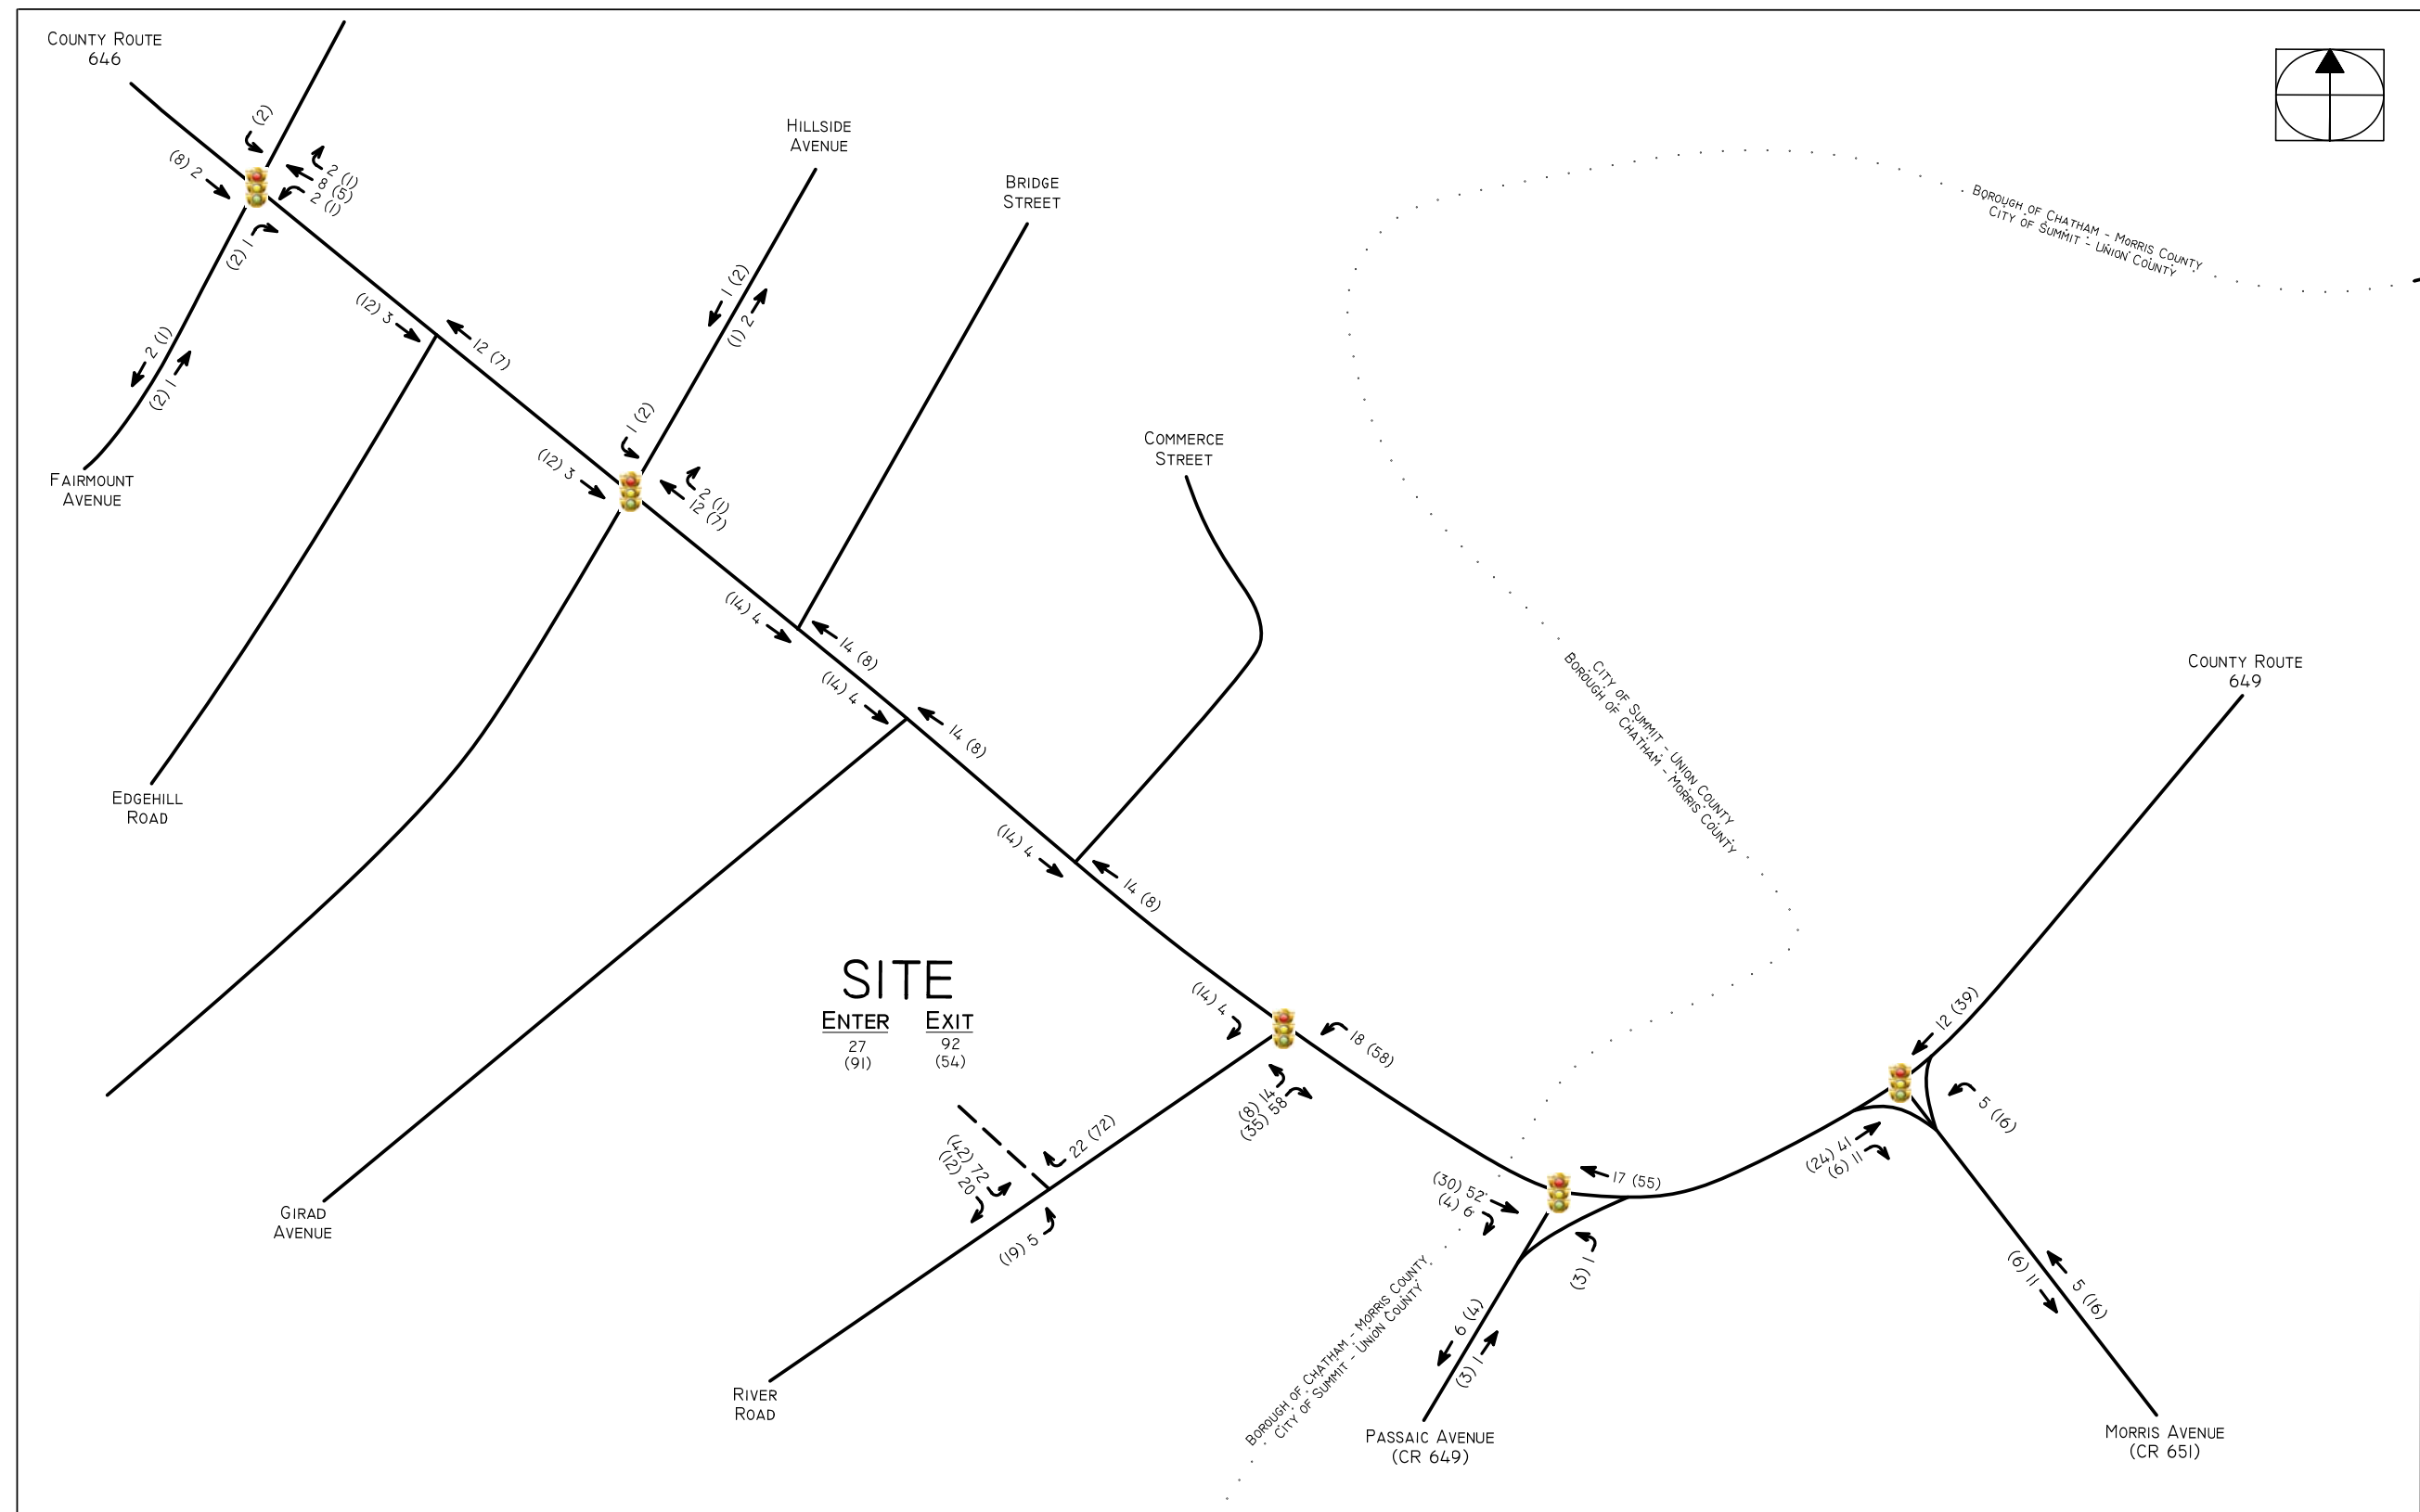 COUNTY ROUTE
646
(2)
(8) 2
2 (1)
8 (5)
2 (1)
(2) 1
2 (1)
(2) 1
FAIRMOUNT
AVENUE
(12) 3
12 (7)
EDGEHILL
ROAD
HILLSIDE
AVENUE
1 (2)
(1) 2
1 (2)
(12) 3
2 (1)
12 (7)
BRIDGE
STREET
(14) 4
14 (8)
(14) 4
14 (8)
GIRAD
AVENUE
COMMERCE
STREET
(14) 4
14 (8)
BOROUGH OF CHATHAM - MORRIS COUNTY
CITY OF SUMMIT - UNION COUNTY
CITY OF SUMMIT - UNION COUNTY
BOROUGH OF CHATHAM - MORRIS COUNTY
COUNTY ROUTE
649
SITE
ENTER EXIT
27 92
(91) (54)
(14) 4
18 (58)
(8) 14
(35) 58
22 (72)
(42) 72
(12) 20
(19) 5
RIVER
ROAD
12 (39)
5 (16)
(24) 41
(6) 11
17 (55)
(30) 52
(4) 6
(3) 1
6 (4)
(3) 1
(6) 11
5 (16)
BOROUGH OF CHATHAM - MORRIS COUNTY
CITY OF SUMMIT - UNION COUNTY
PASSAIC AVENUE
(CR 649)
MORRIS AVENUE
(CR 651)